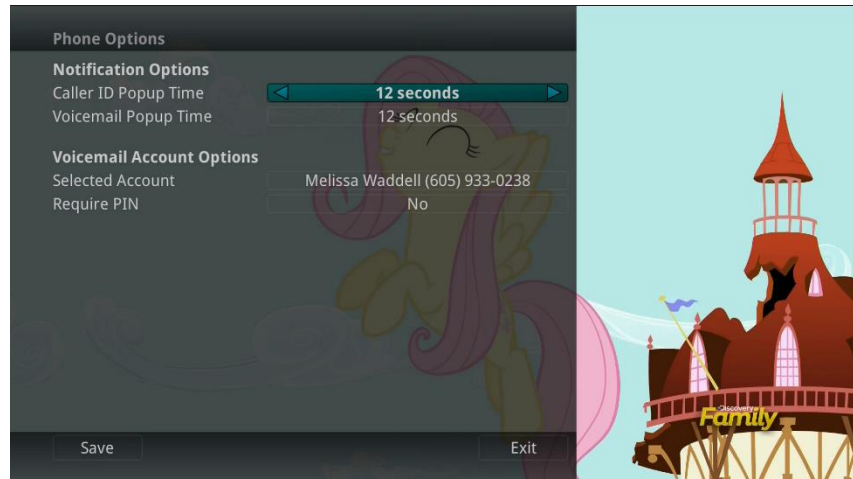 Phone Options
Notification Options
Caller ID Popup Time 12 seconds
Voicemail Popup Time 12 seconds
Voicemail Account Options
Selected Account Melissa Waddell (605) 933-0238
Require PIN No
Discovery
Family
Save Exit